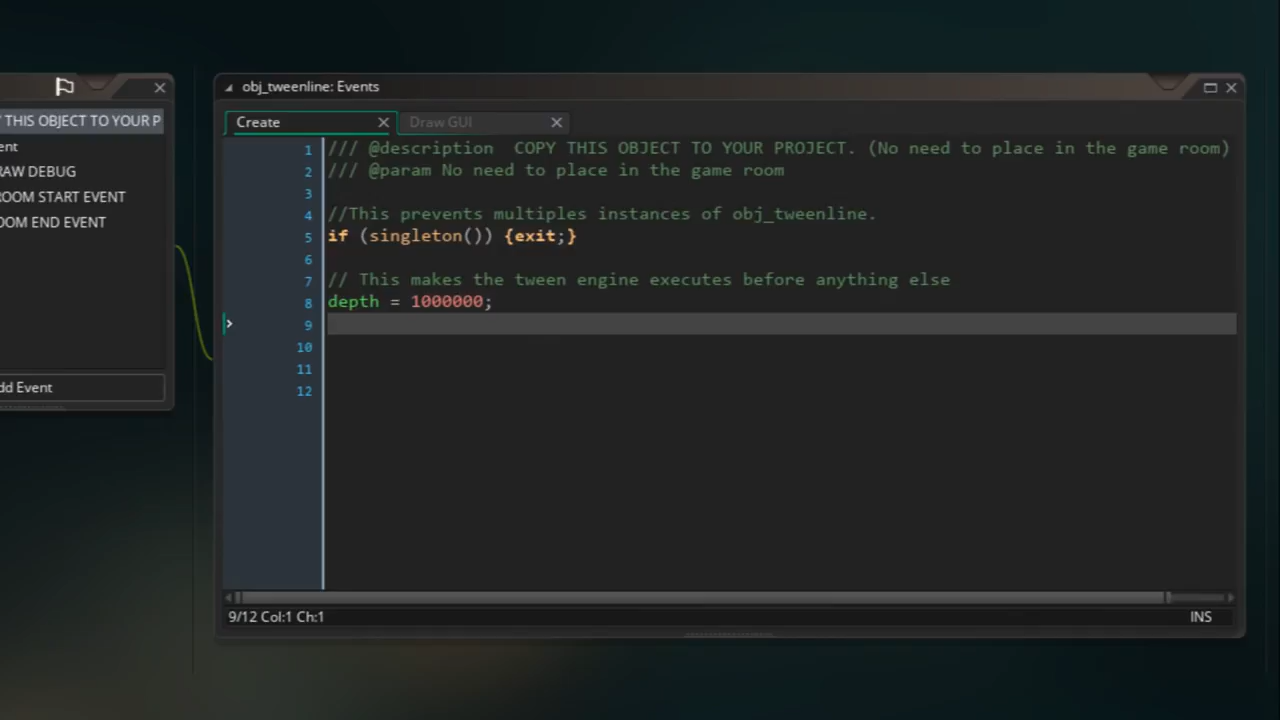 THIS OBJECT TO YOUR P
ent
RAW DEBUG
ROOM START EVENT
OOM END EVENT
dd Event
obj_tweenline: Events
Create
Draw GUI
1 /// @description  COPY THIS OBJECT TO YOUR PROJECT. (No need to place in the game room)
2 /// @param No need to place in the game room
3
4 //This prevents multiples instances of obj_tweenline.
5 if (singleton()) {exit;}
6
7 // This makes the tween engine executes before anything else
8 depth = 1000000;
9
10
11
12
9/12 Col:1 Ch:1
INS